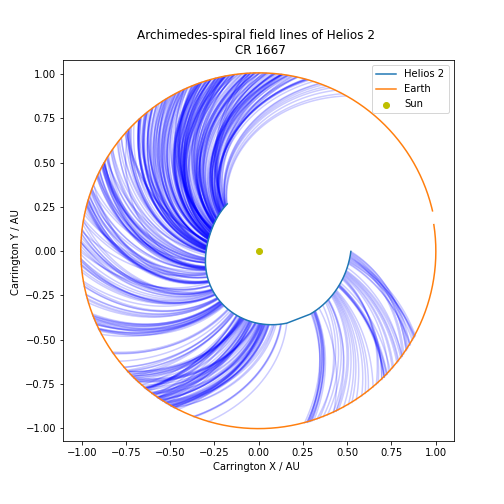 Archimedes-spiral field lines of Helios 2
CR 1667
Helios 2
Earth
Sun
Carrington Y / AU
1.00
0.75
0.50
0.25
0.00
−0.25
−0.50
−0.75
−1.00
−1.00 −0.75 −0.50 −0.25 0.00 0.25 0.50 0.75 1.00
Carrington X / AU